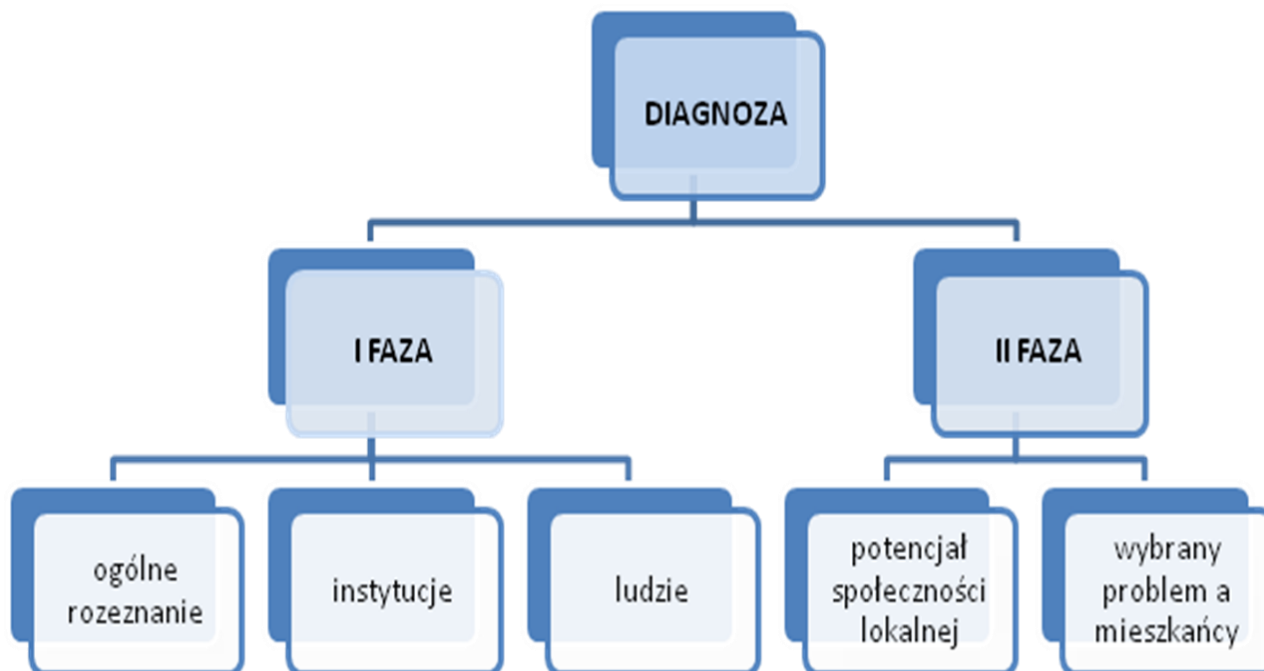 DIAGNOZA
I FAZA
II FAZA
ogólne
rozeznanie
instytucje
ludzie
potencjał
społeczności
lokalnej
wybrany
problem a
mieszkańcy